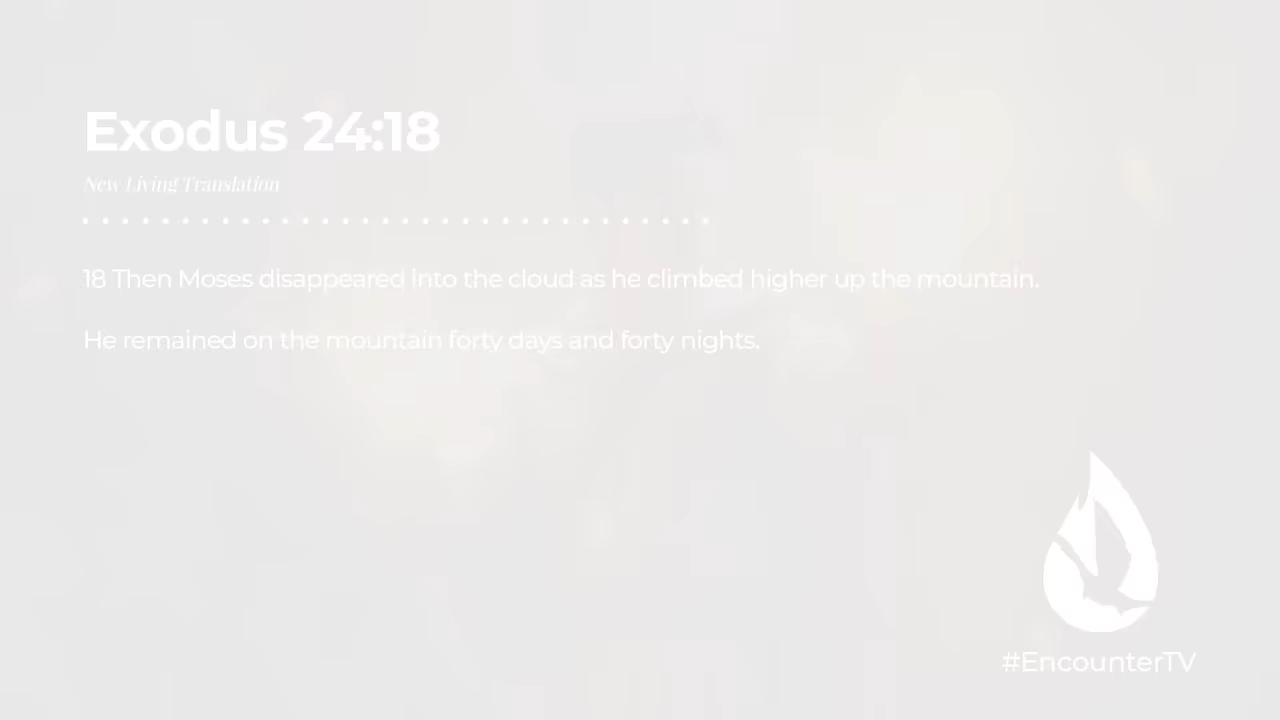 Exodus 24:18
New Living Translation
18 Then Moses disappeared into the cloud as he climbed higher up the mountain.
He remained on the mountain forty days and forty nights.
#EncounterTV